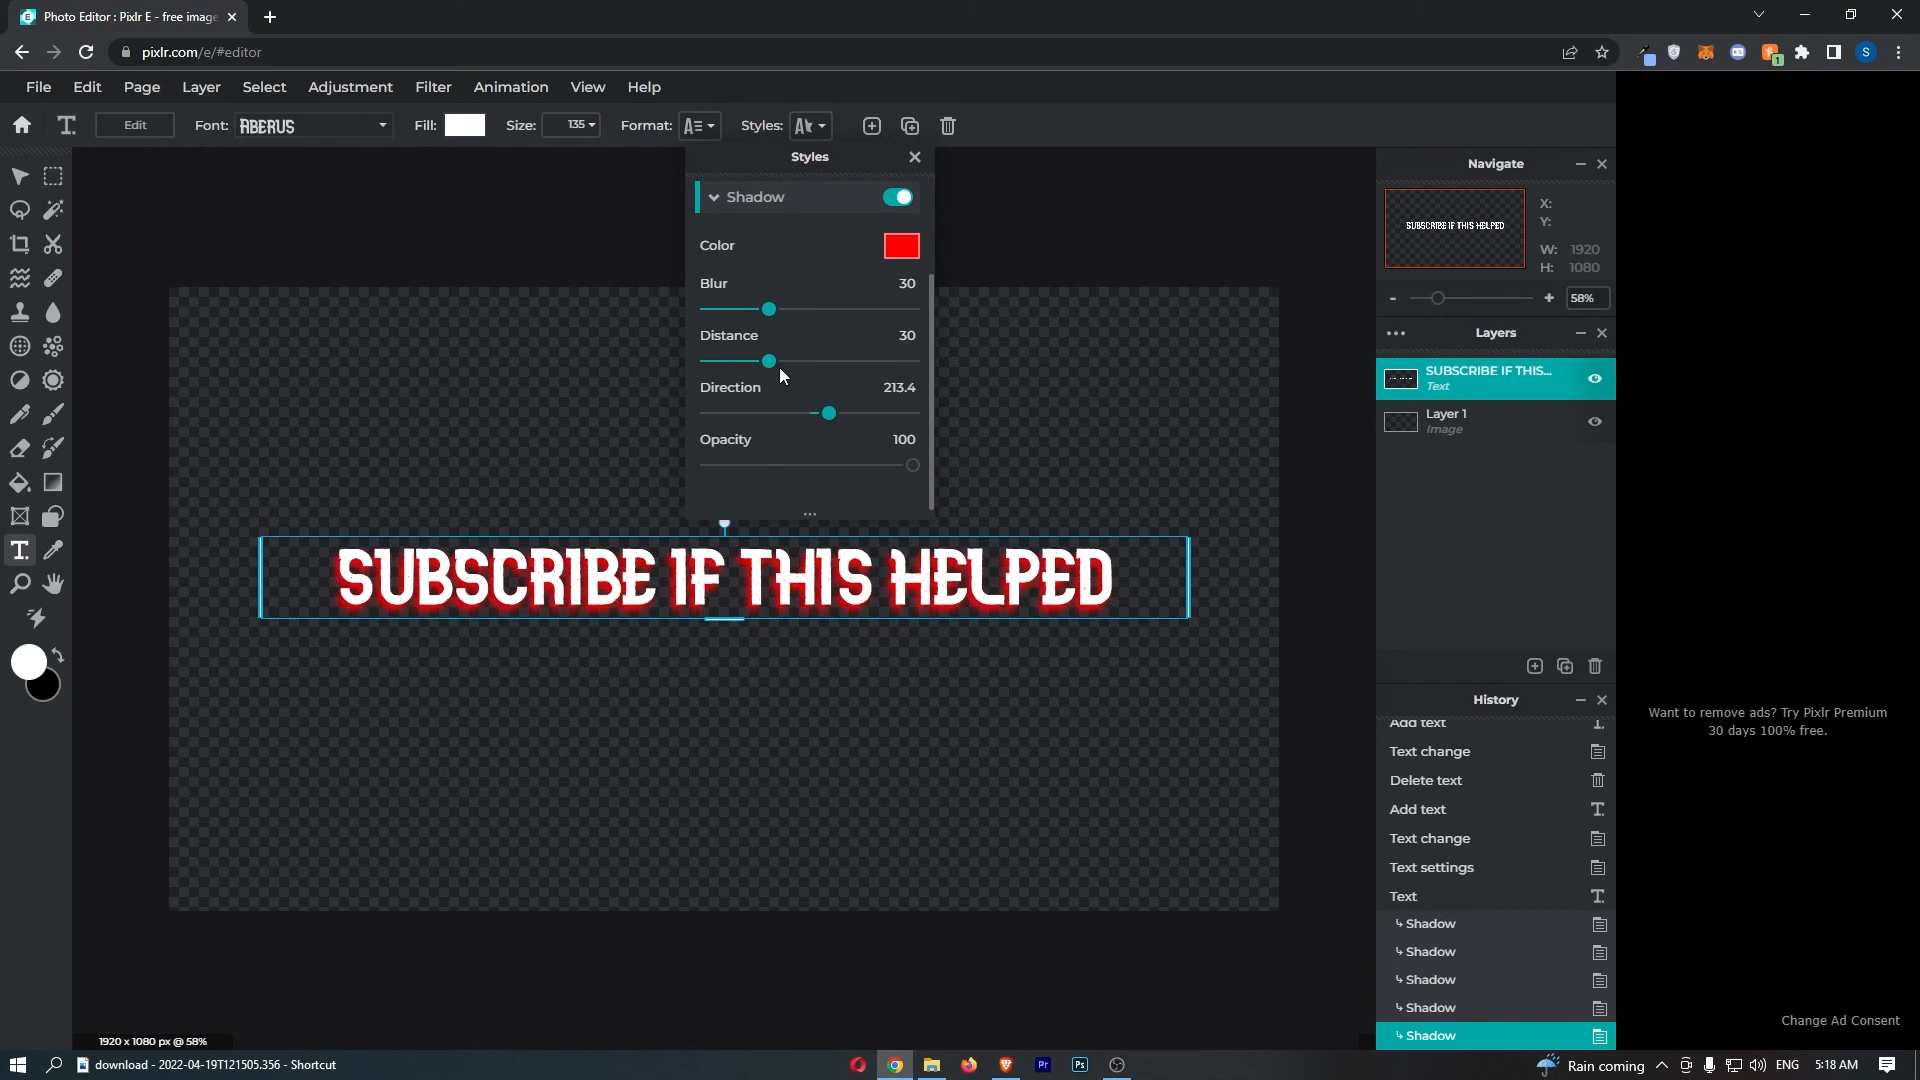 Photo Editor : Pixlr E - free image
pixlr.com/e/#editor
1
S
File Edit Page Layer Select Adjustment Filter Animation View Help
Edit Font: ABERUS Fill: Size: 135 Format: Styles:
Styles
Shadow
Color
Blur 30
Distance 30
Direction 213.4
Opacity 100
SUBSCRIBE IF THIS HELPED
1920 x 1080 px @ 58%
Navigate
SUBSCRIBE IF THIS HELPED
X:
Y:
W: 1920
H: 1080
58%
Layers
SUBSCRIBE IF THIS...
Text
Layer 1
Image
History
Add text
Text change
Delete text
Add text
Text change
Text settings
Text
Shadow
Shadow
Shadow
Shadow
Shadow
Want to remove ads? Try Pixlr Premium
30 days 100% free.
Change Ad Consent
download - 2022-04-19T121505.356 - Shortcut
Pr
Ps
Rain coming
ENG
5:18 AM